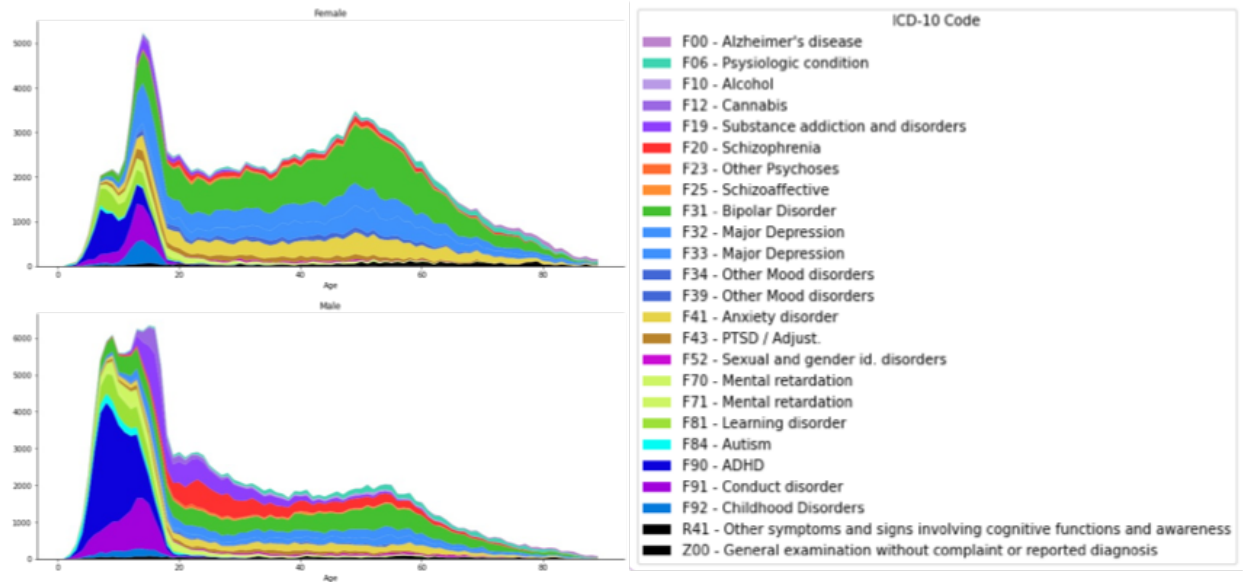 Female
5000
4000
3000
2000
1000
0
0 20 40 60 80
Age
Male
6000
5000
4000
3000
2000
1000
0
0 20 40 60 80
Age
ICD-10 Code
F00 - Alzheimer's disease
F06 - Psysiologic condition
F10 - Alcohol
F12 - Cannabis
F19 - Substance addiction and disorders
F20 - Schizophrenia
F23 - Other Psychoses
F25 - Schizoaffective
F31 - Bipolar Disorder
F32 - Major Depression
F33 - Major Depression
F34 - Other Mood disorders
F39 - Other Mood disorders
F41 - Anxiety disorder
F43 - PTSD / Adjust.
F52 - Sexual and gender id. disorders
F70 - Mental retardation
F71 - Mental retardation
F81 - Learning disorder
F84 - Autism
F90 - ADHD
F91 - Conduct disorder
F92 - Childhood Disorders
R41 - Other symptoms and signs involving cognitive functions and awareness
Z00 - General examination without complaint or reported diagnosis